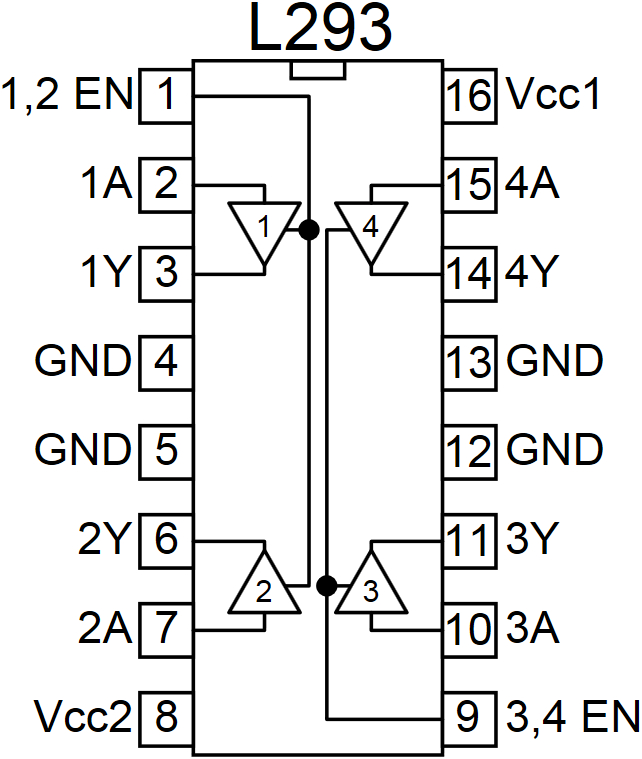 L293
1,2 EN 1 16 Vcc1
1A 2 15 4A
1 4
1Y 3 14 4Y
GND 4 13 GND
GND 5 12 GND
2Y 6 11 3Y
2 3
2A 7 10 3A
Vcc2 8 9 3,4 EN